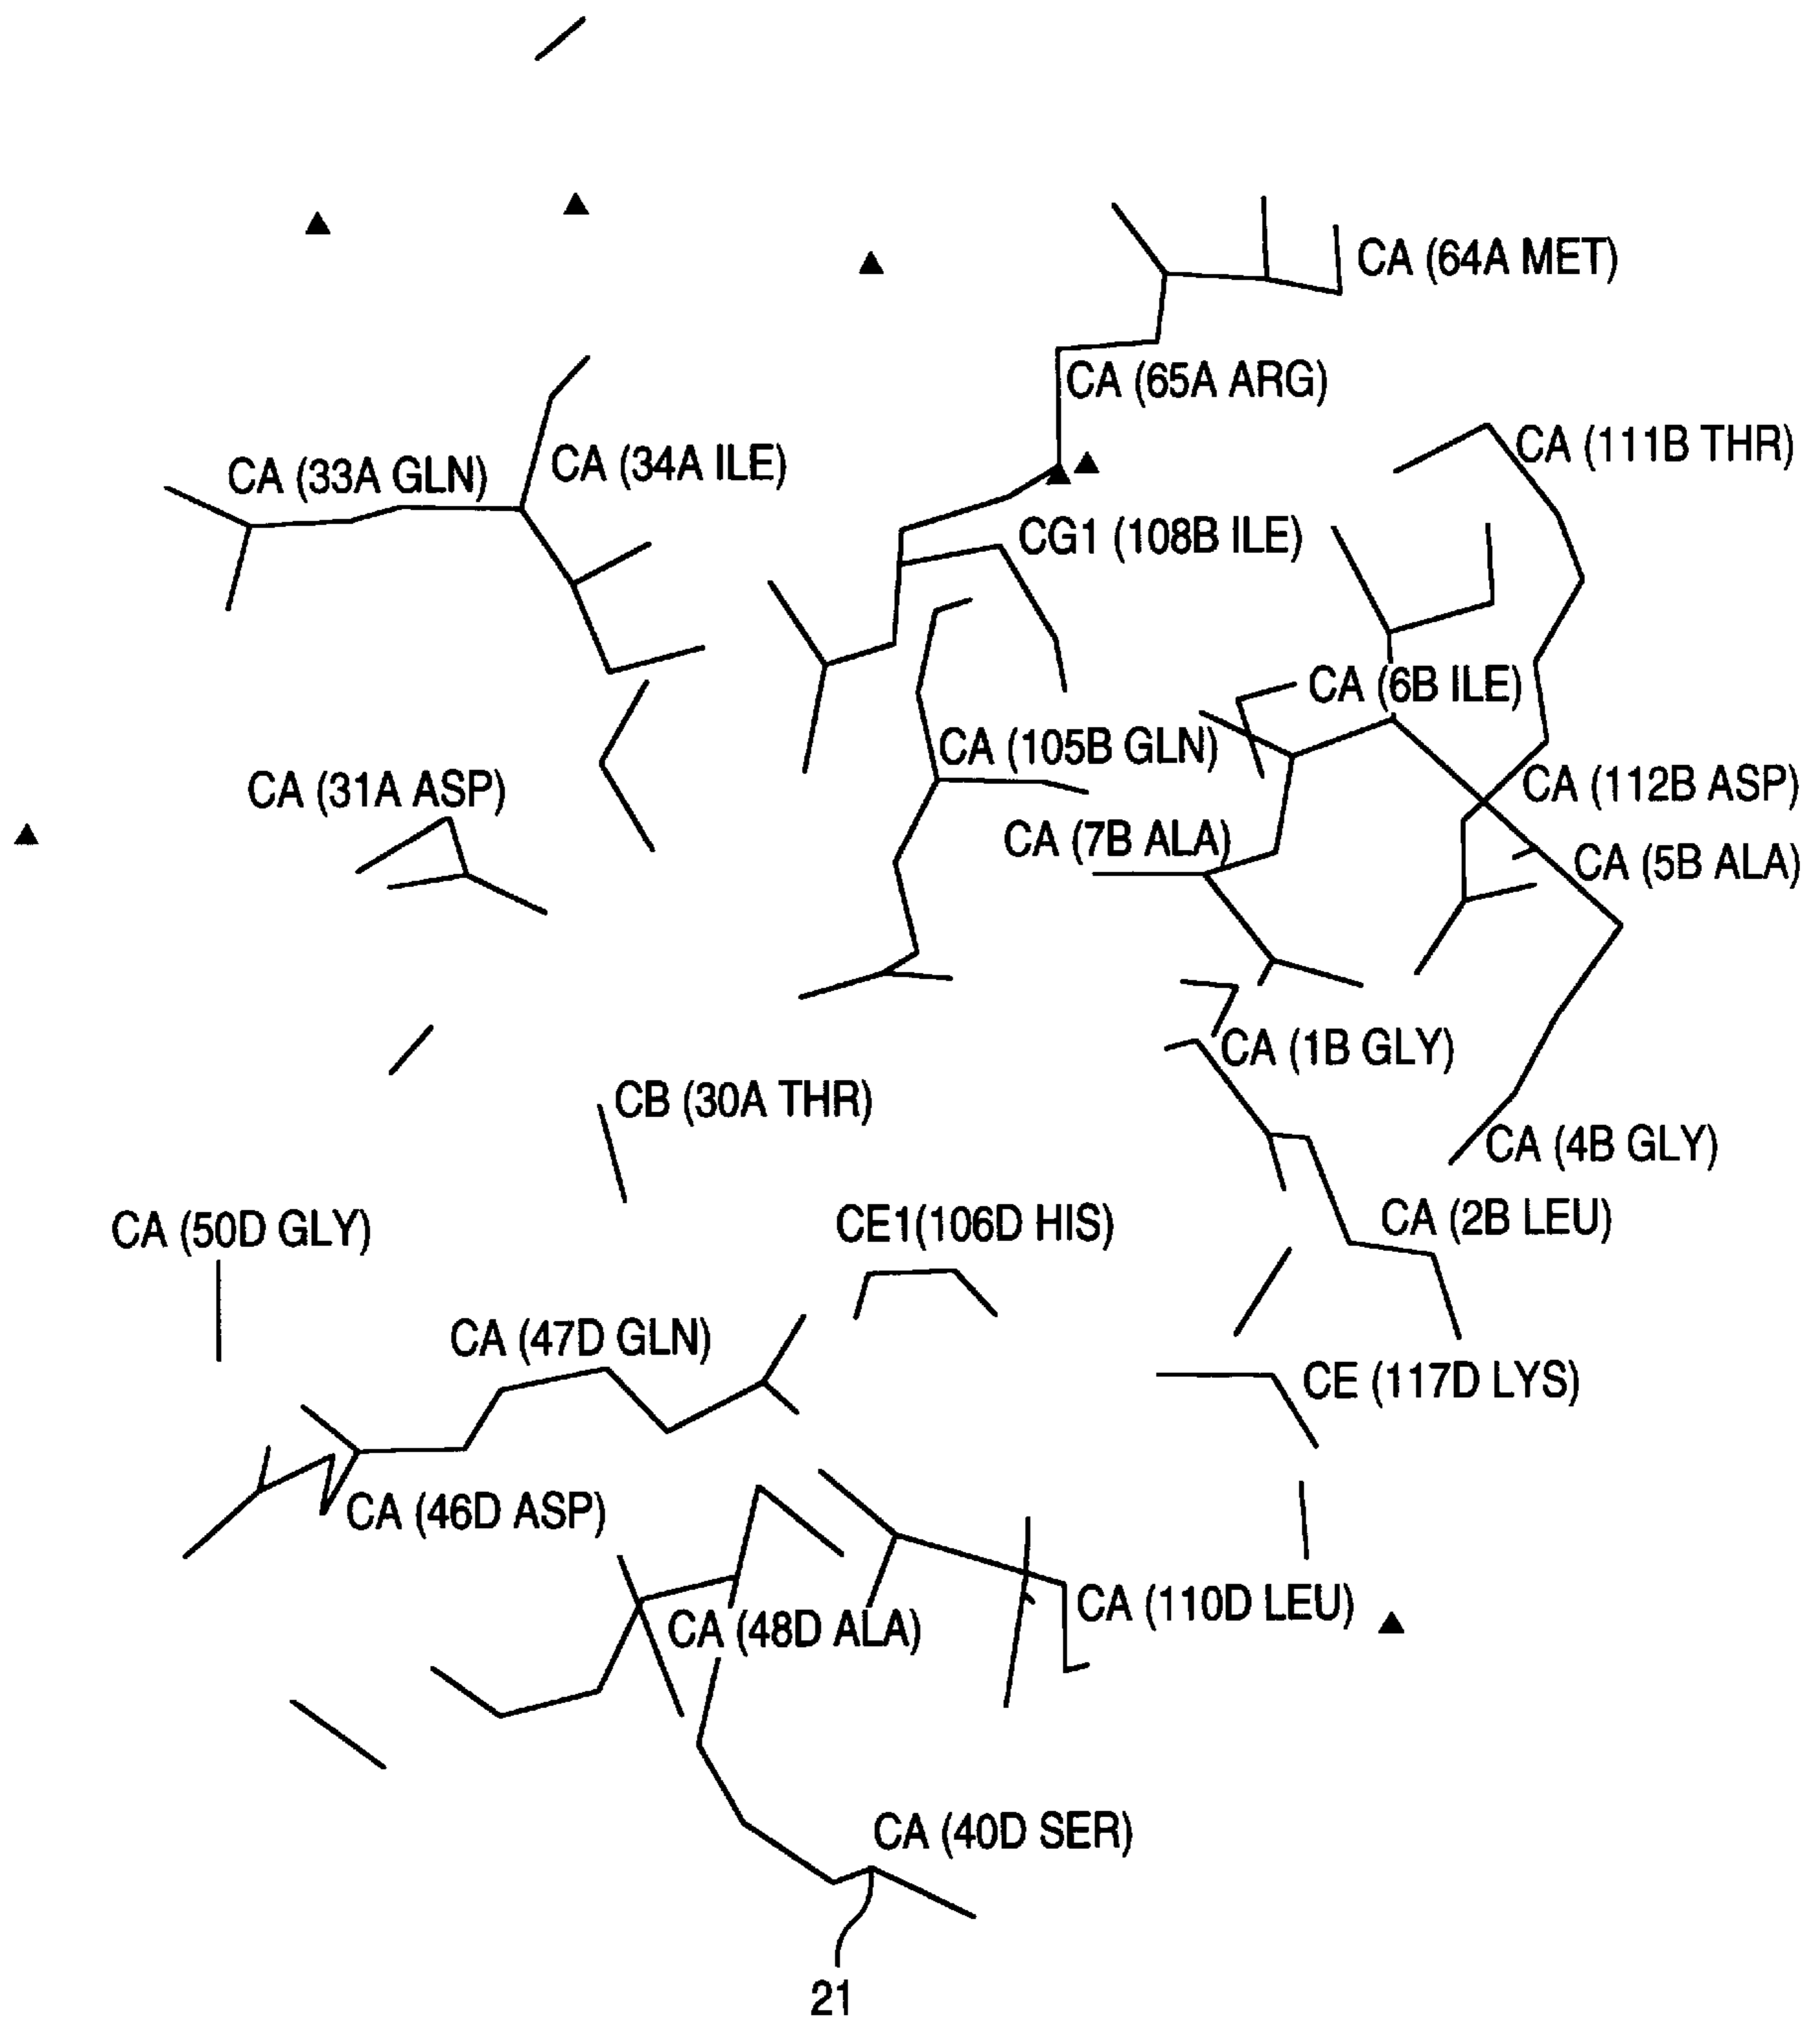 CA (64A MET)
CA (65A ARG)
CA (111B THR)
CA (33A GLN)
CA (34A ILE)
CG1 (108B ILE)
CA (6B ILE)
CA (105B GLN)
CA (31A ASP)
CA (112B ASP)
CA (7B ALA)
CA (5B ALA)
CA (1B GLY)
CB (30A THR)
CA (4B GLY)
CA (2B LEU)
CA (50D GLY)
CE1(106D HIS)
CA (47D GLN)
CE (117D LYS)
CA (46D ASP)
CA (110D LEU)
CA (48D ALA)
CA (40D SER)
21